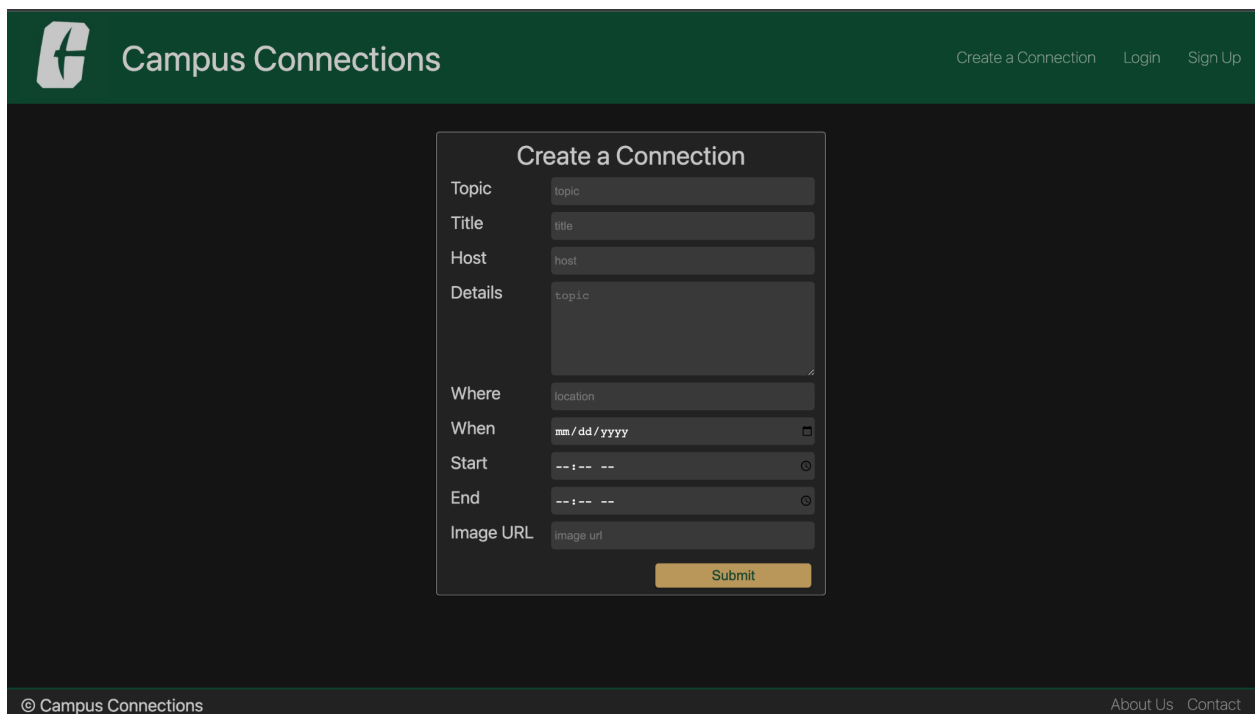 Campus Connections
Create a Connection Login Sign Up
Create a Connection
Topic topic
Title title
Host host
Details topic
Where location
When mm/dd/yyyy
Start --:-- --
End --:-- --
Image URL image url
Submit
© Campus Connections
About Us Contact